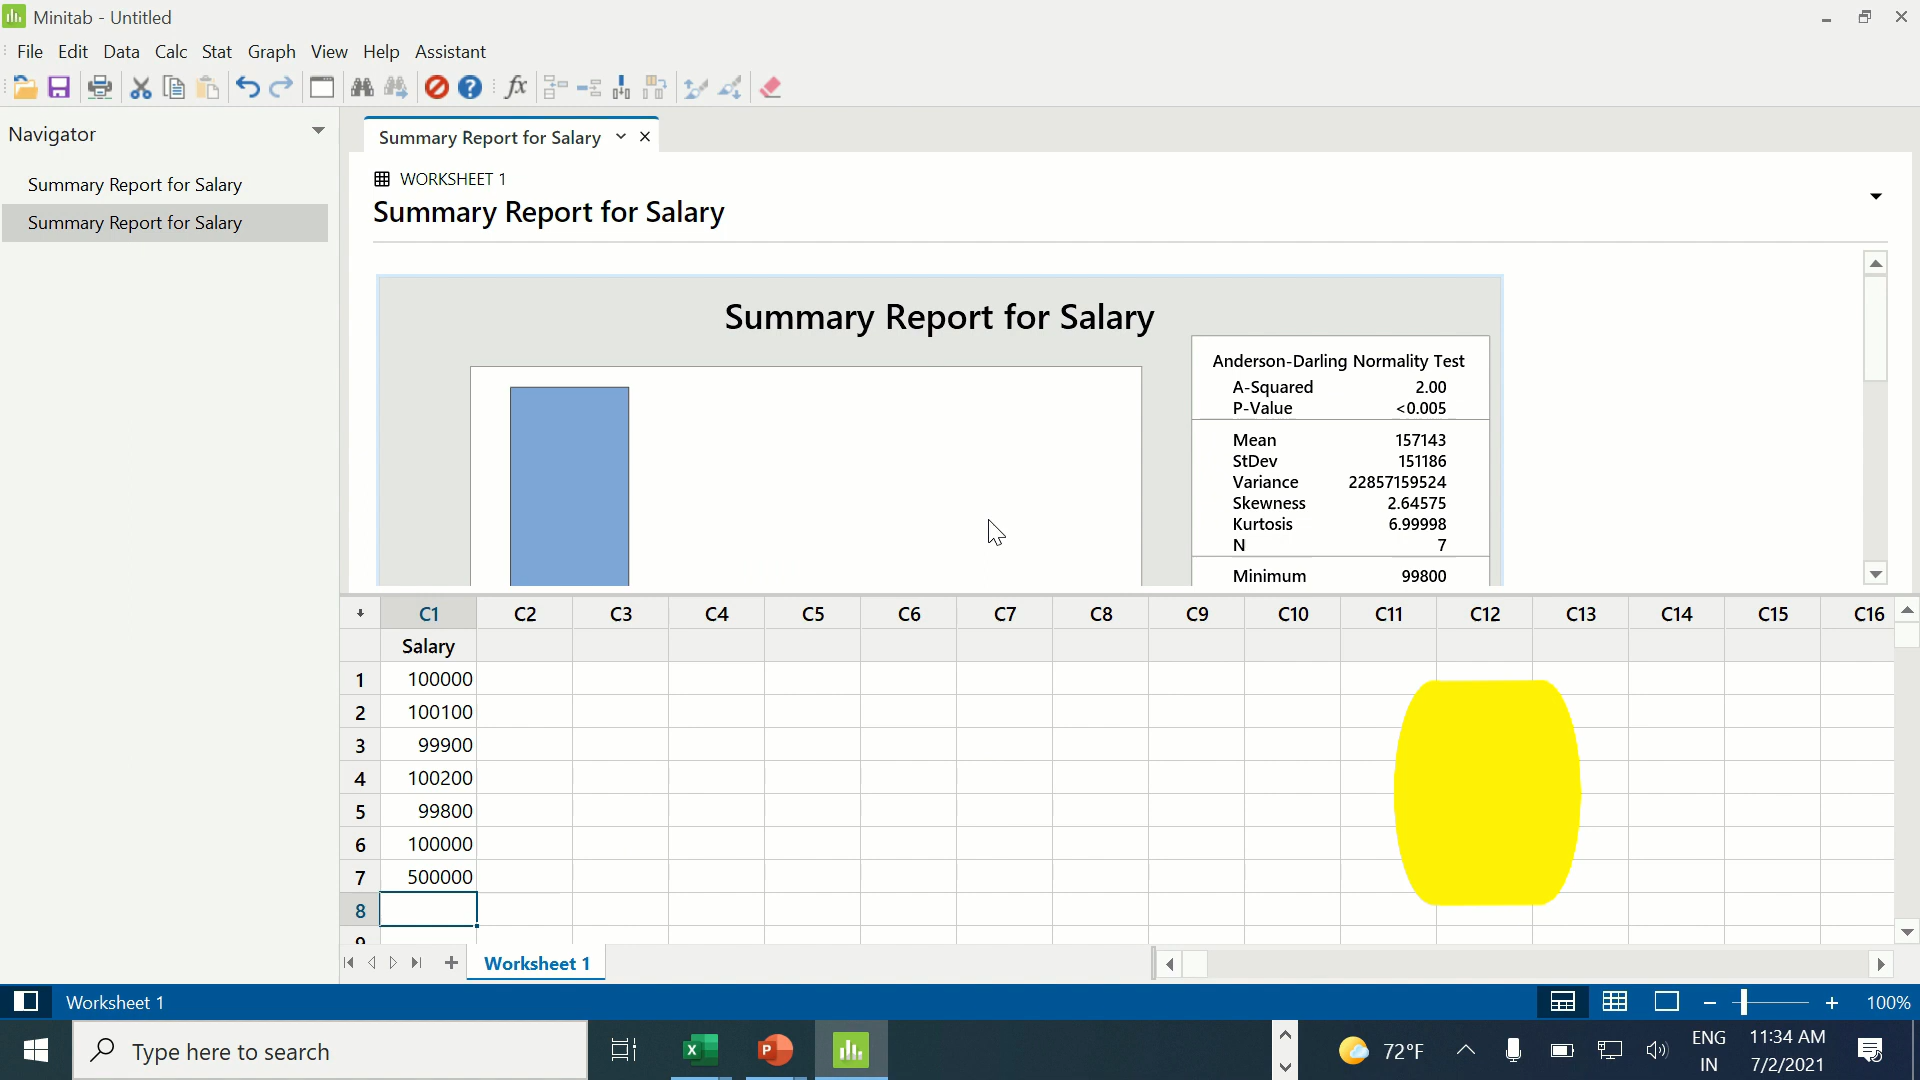 Minitab - Untitled
File Edit Data Calc Stat Graph View Help Assistant
Navigator
Summary Report for Salary
Summary Report for Salary
Summary Report for Salary
WORKSHEET 1
Summary Report for Salary
Summary Report for Salary
Anderson-Darling Normality Test
A-Squared 2.00
P-Value <0.005
Mean 157143
StDev 151186
Variance 22857159524
Skewness 2.64575
Kurtosis 6.99998
N 7
Minimum 99800
C1 C2 C3 C4 C5 C6 C7 C8 C9 C10 C11 C12 C13 C14 C15 C16
Salary
1 100000
2 100100
3 99900
4 100200
5 99800
6 100000
7 500000
8
9
Worksheet 1
Worksheet 1
100%
Type here to search
72°F
ENG
IN
11:34 AM
7/2/2021